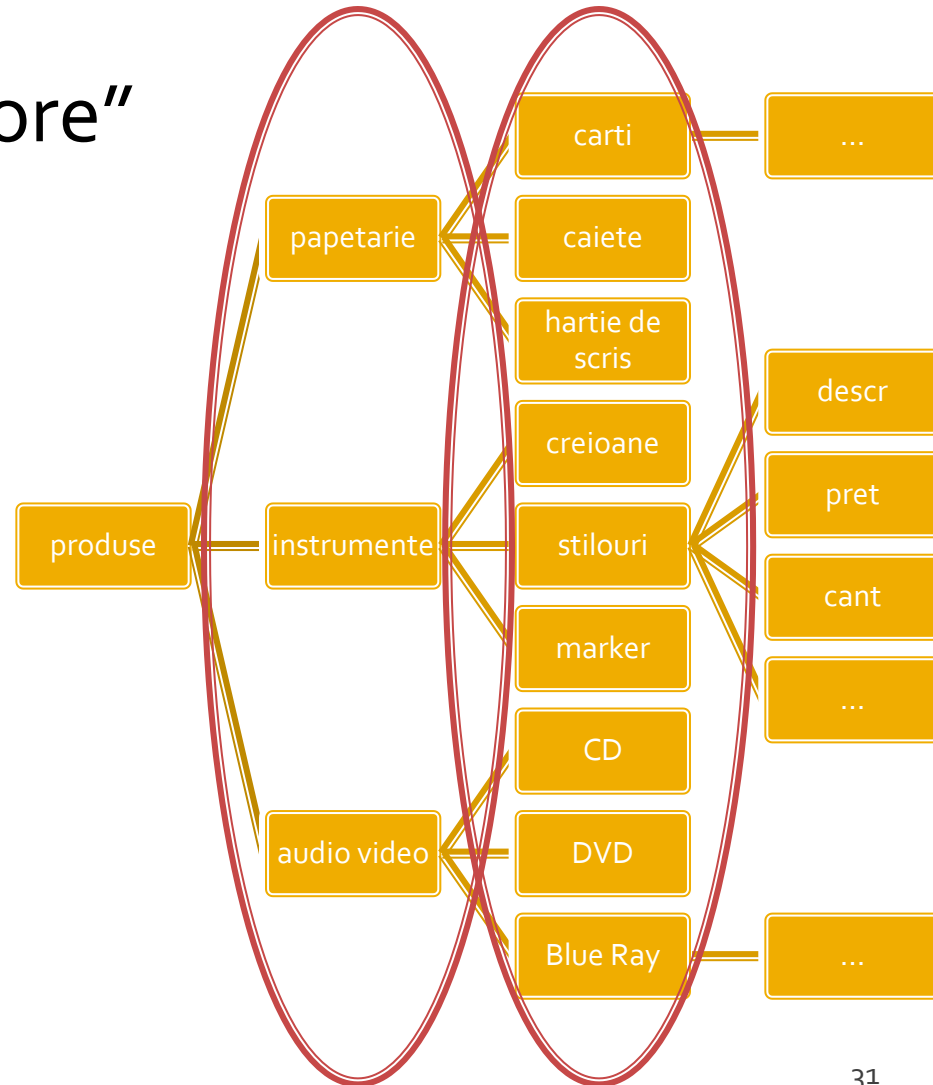 ore”
carti
...
papetarie
caiete
hartie de
scris
descr
creioane
pret
produse
instrumente
stilouri
cant
marker
...
CD
audio video
DVD
Blue Ray
...
31